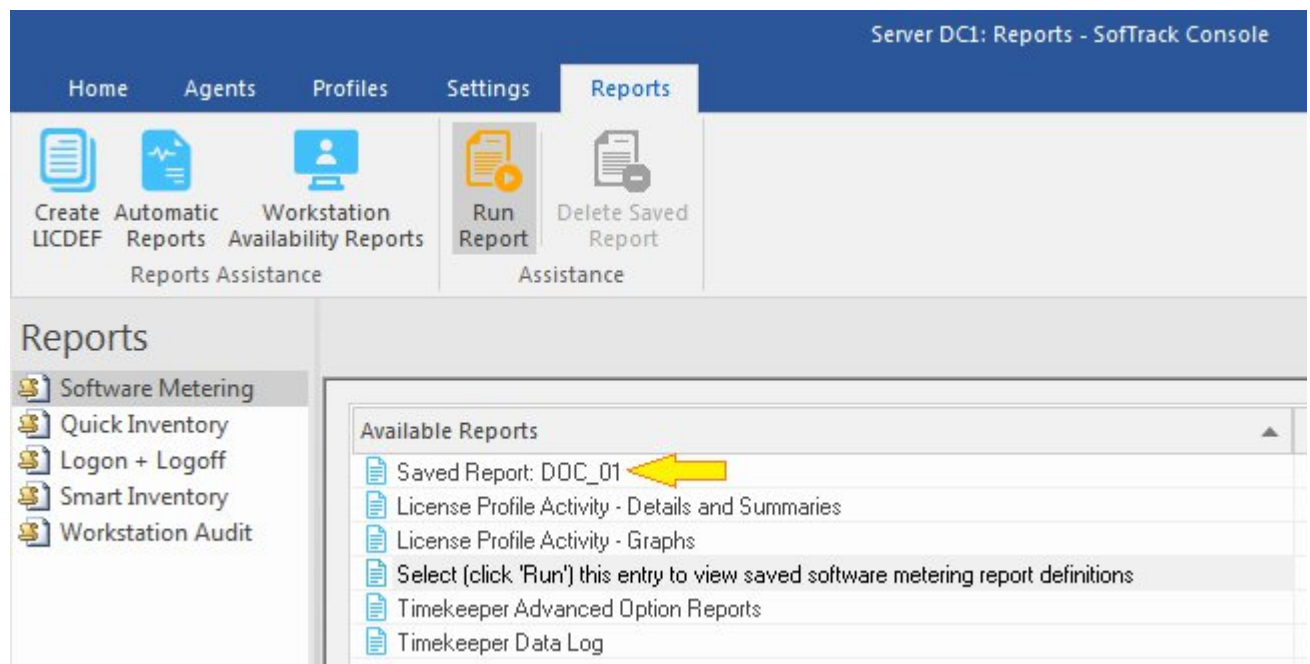 Server DC1: Reports - SofTrack Console
Home Agents Profiles Settings Reports
Create LICDEF
Automatic Reports
Workstation Availability Reports
Run Report
Delete Saved Report
Reports Assistance
Assistance
Reports
Software Metering
Quick Inventory
Logon + Logoff
Smart Inventory
Workstation Audit
Available Reports
Saved Report: DOC_01
License Profile Activity - Details and Summaries
License Profile Activity - Graphs
Select (click 'Run') this entry to view saved software metering report definitions
Timekeeper Advanced Option Reports
Timekeeper Data Log